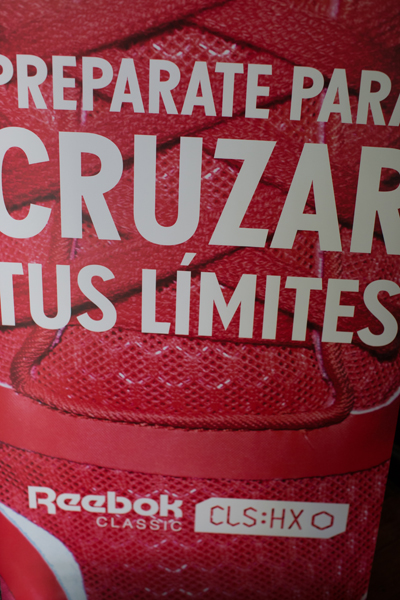 PREPARATE PARA
CRUZAR
TUS LÍMITES
Reebok
CLASSIC
CLS:HX